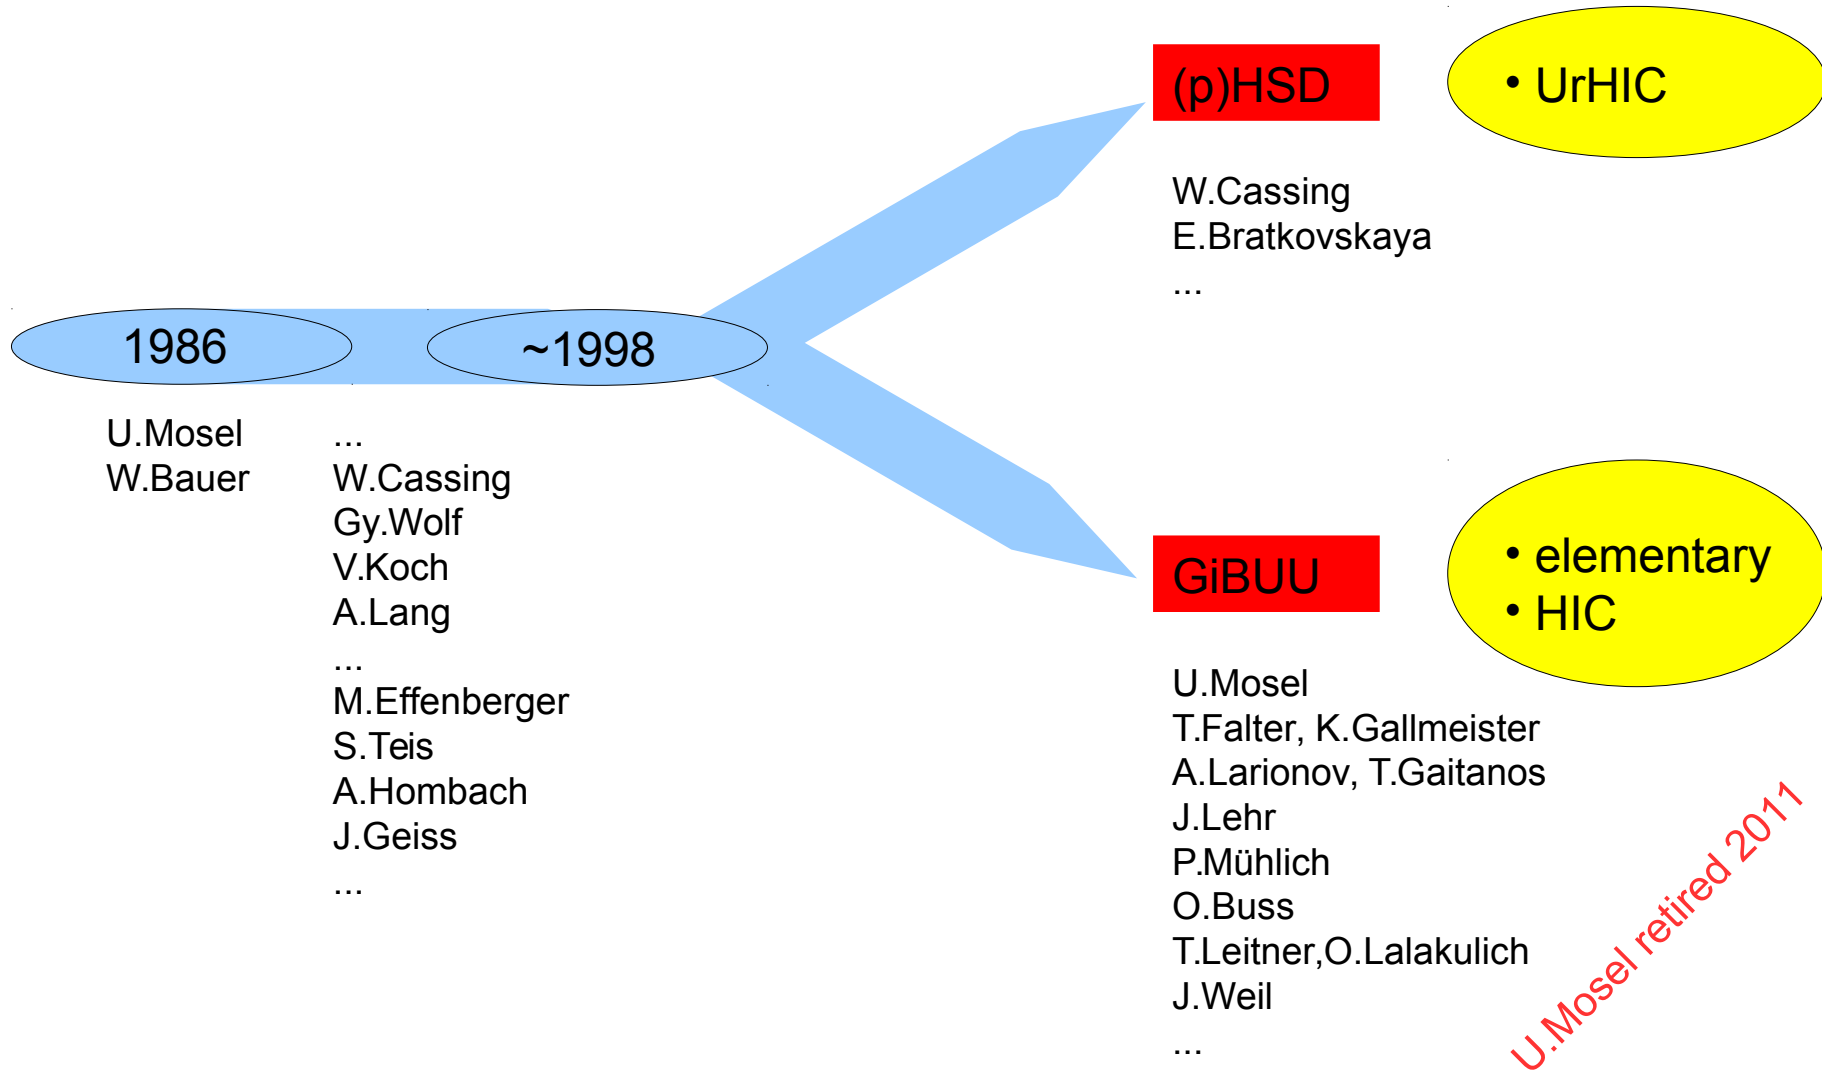 1986
~1998
U.Mosel
W.Bauer
...
W.Cassing
Gy.Wolf
V.Koch
A.Lang
...
M.Effenberger
S.Teis
A.Hombach
J.Geiss
...
(p)HSD
• UrHIC
W.Cassing
E.Bratkovskaya
...
GiBUU
• elementary
• HIC
U.Mosel
T.Falter, K.Gallmeister
A.Larionov, T.Gaitanos
J.Lehr
P.Mühlich
O.Buss
T.Leitner,O.Lalakulich
J.Weil
...
U.Mosel retired 2011